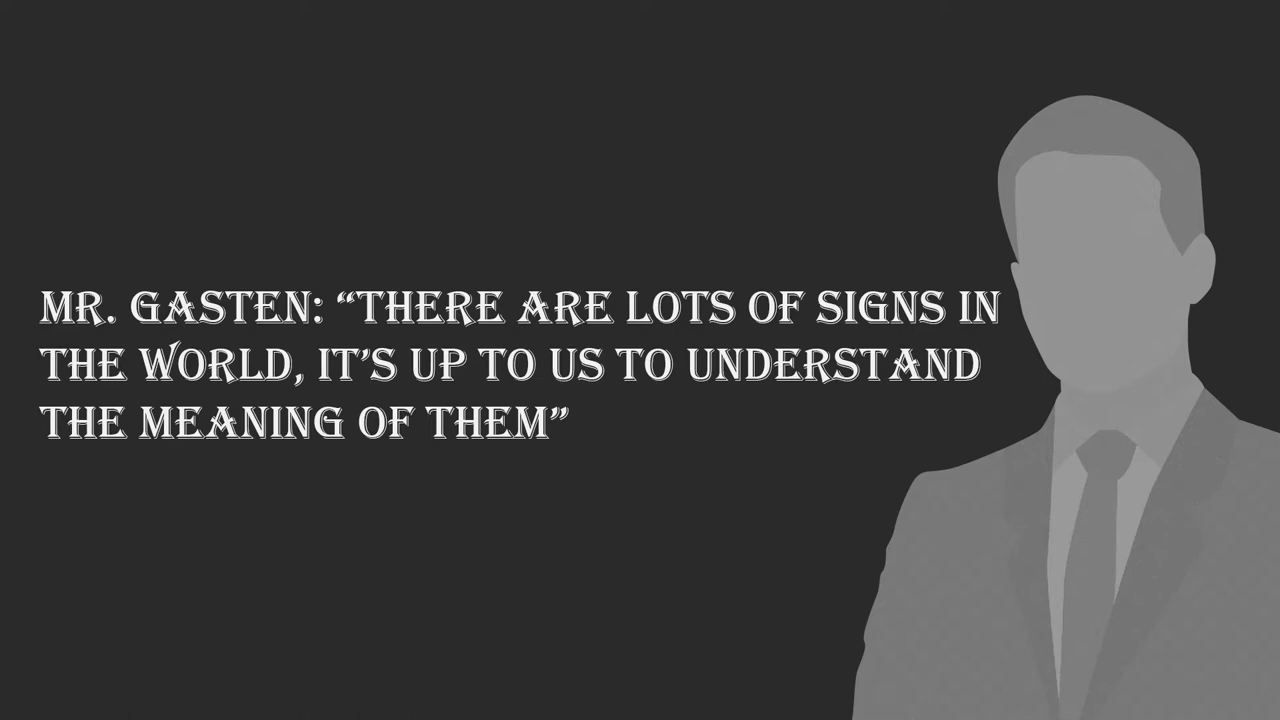 MR. GASTEN: “THERE ARE LOTS OF SIGNS IN
THE WORLD, IT’S UP TO US TO UNDERSTAND
THE MEANING OF THEM”